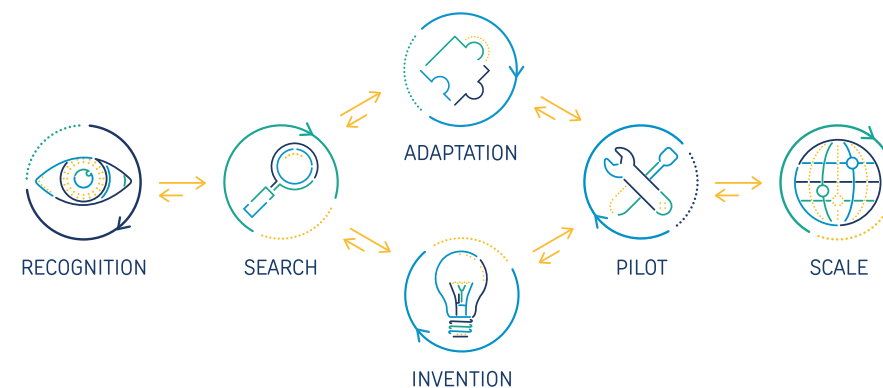 ADAPTATION
RECOGNITION
SEARCH
PILOT
SCALE
INVENTION